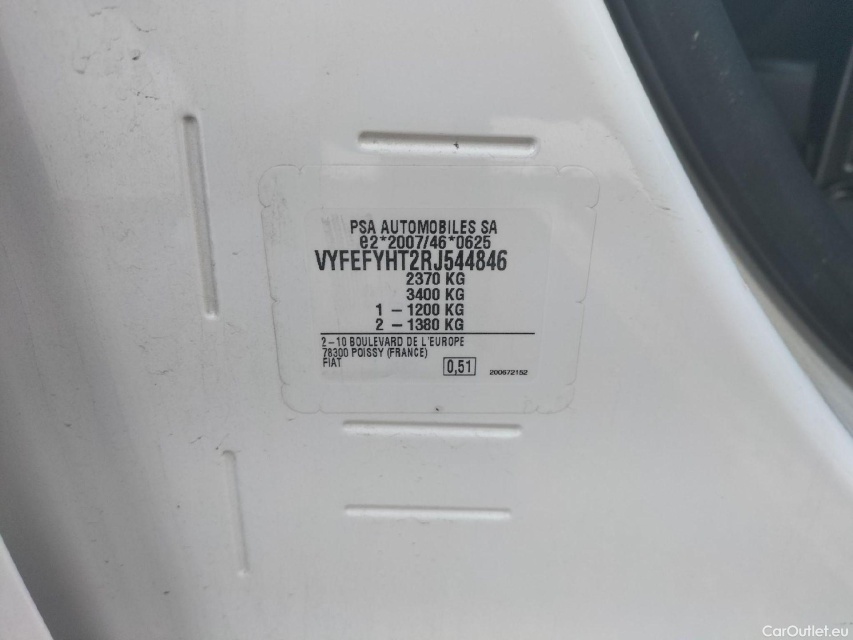 PSA AUTOMOBILES SA
e2*2007/46*0625
VYFEFYHT2RJ544846
2370 KG
3400 KG
1 - 1200 KG
2 - 1380 KG
2-10 BOULEVARD DE L'EUROPE
78300 POISSY (FRANCE)
FIAT
0,51
200672152
CarOutlet.eu